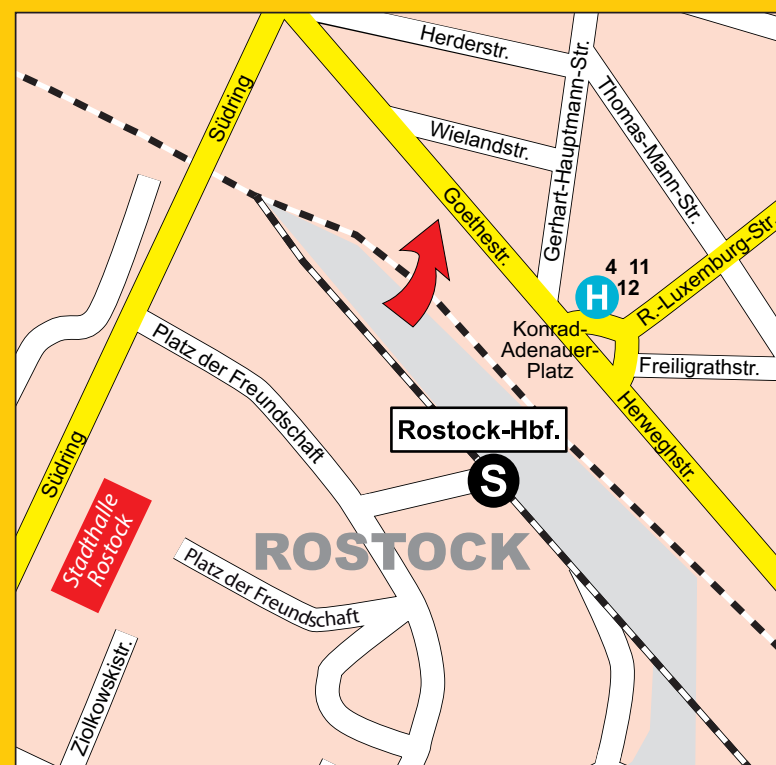 Herderstr.
Südring
Wielandstr.
Gerhart-Hauptmann-Str.
Thomas-Mann-Str.
Goethestr.
4 11
12
H
R.-Luxemburg-Str.
Konrad-
Adenauer-
Platz
Freiligrathstr.
Platz der Freundschaft
Herweghstr.
Rostock-Hbf.
S
Südring
Stadthalle
Rostock
ROSTOCK
Platz der Freundschaft
Ziolkowskistr.